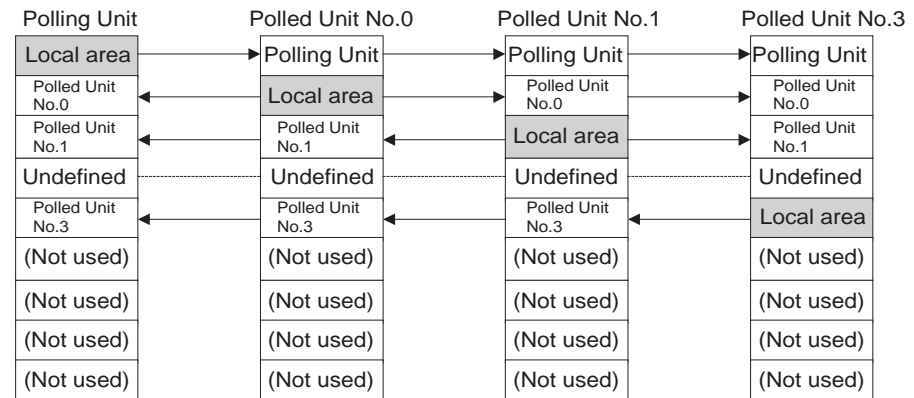 Polling Unit Polled Unit No.0 Polled Unit No.1 Polled Unit No.3
Local area Polling Unit Polling Unit Polling Unit
Polled Unit Local area Polled Unit Polled Unit
No.0 No.0 No.0
Polled Unit Polled Unit Local area Polled Unit
No.1 No.1 No.1
Undefined Undefined Undefined Undefined
Polled Unit Polled Unit Polled Unit Local area
No.3 No.3 No.3
(Not used) (Not used) (Not used) (Not used)
(Not used) (Not used) (Not used) (Not used)
(Not used) (Not used) (Not used) (Not used)
(Not used) (Not used) (Not used) (Not used)